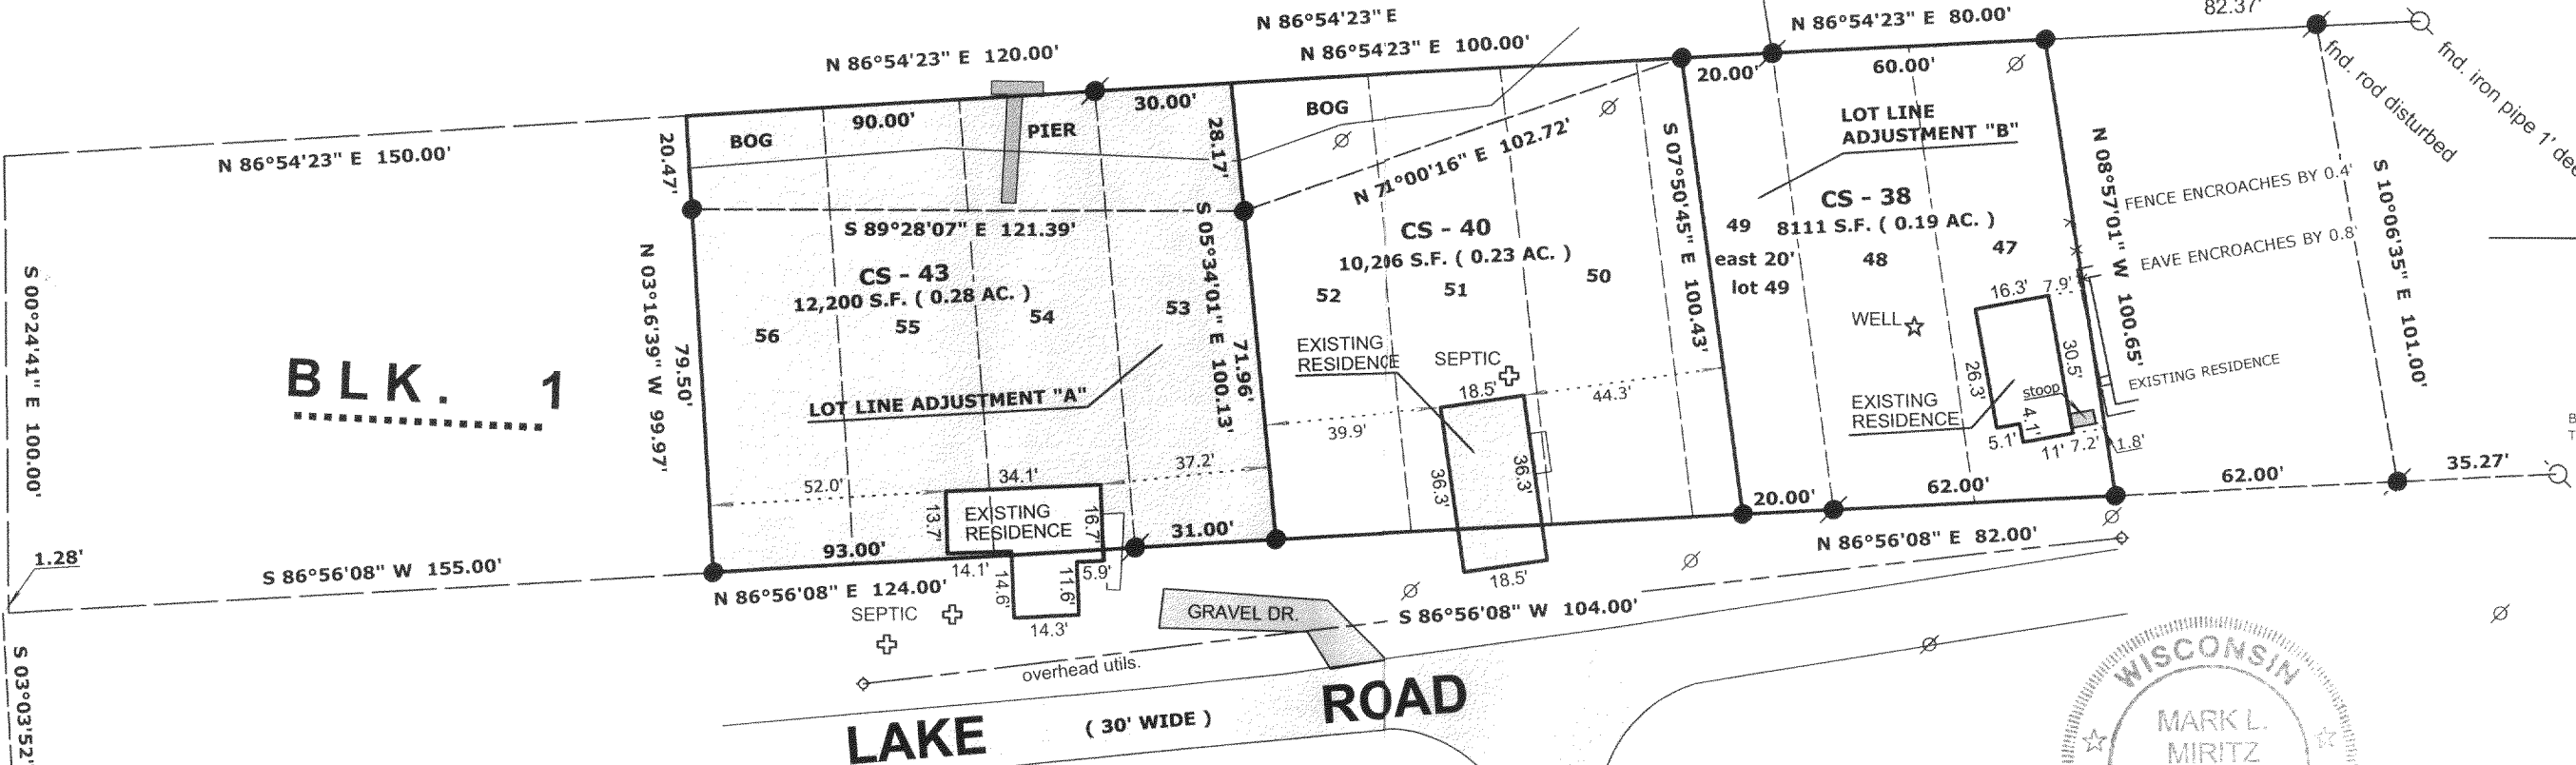 N 86°54'23" E 150.00'
N 86°54'23" E 120.00'
N 86°54'23" E
N 86°54'23" E 100.00'
N 86°54'23" E 80.00'
82.37'
fnd. rod disturbed
fnd. iron pipe 1'
90.00'
30.00'
20.00'
60.00'
BOG
PIER
BOG
20.47'
28.17'
LOT LINE
ADJUSTMENT "B"
N 71°00'16" E 102.72'
S 89°28'07" E 121.39'
CS - 43
12,200 S.F. ( 0.28 AC. )
56
55
54
53
CS - 40
10,206 S.F. ( 0.23 AC. )
52
51
50
CS - 38
49 8111 S.F. ( 0.19 AC. )
east 20'
lot 49
48
47
S 00°24'41" E 100.00'
N 03°16'39" W 99.97'
79.50'
S 05°34'01" E 100.13'
71.96'
S 07°50'45" E 100.43'
N 08°57'01" W 100.65'
S 10°06'35" E 101.00'
FENCE ENCROACHES BY 0.4'
EAVE ENCROACHES BY 0.8'
EXISTING RESIDENCE
BLK. 1
LOT LINE ADJUSTMENT "A"
EXISTING
RESIDENCE
SEPTIC
18.5'
39.9'
44.3'
36.3'
36.3'
18.5'
WELL
16.3'
7.9'
26.3'
30.5'
stoop
4.1'
5.1'
11'
7.2'
1.8'
EXISTING
RESIDENCE
52.0'
34.1'
37.2'
13.7'
EXISTING
RESIDENCE
16.7'
14.1'
14.6'
11.6'
5.9'
14.3'
93.00'
31.00'
20.00'
62.00'
62.00'
35.27'
1.28'
S 86°56'08" W 155.00'
N 86°56'08" E 124.00'
N 86°56'08" E 82.00'
S 86°56'08" W 104.00'
SEPTIC
GRAVEL DR.
overhead utils.
S 03°03'52"
LAKE ( 30' WIDE ) ROAD
WISCONSIN
MARK L.
MIRITZ